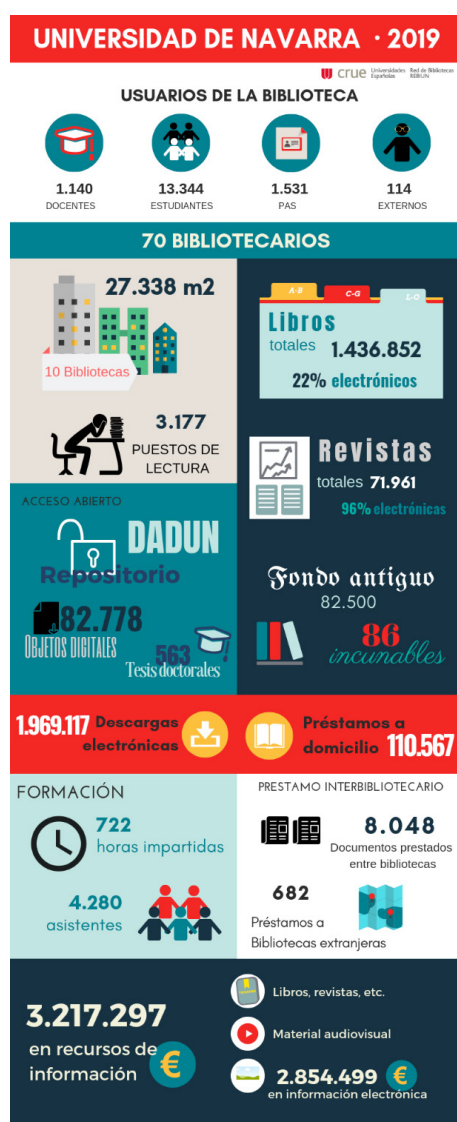 UNIVERSIDAD DE NAVARRA · 2019
crue Universidades Españolas Red de Bibliotecas REBIUN
USUARIOS DE LA BIBLIOTECA
1.140
DOCENTES
13.344
ESTUDIANTES
1.531
PAS
114
EXTERNOS
70 BIBLIOTECARIOS
27.338 m2
10 Bibliotecas
3.177
PUESTOS DE
LECTURA
A-B
C-G
L-O
Libros
totales 1.436.852
22% electrónicos
Revistas
totales 71.961
96% electrónicas
ACCESO ABIERTO
DADUN
Repositorio
82.778
OBJETOS DIGITALES
563
Tesis doctorales
Fondo antiguo
82.500
86
incunables
1.969.117 Descargas
electrónicas
Préstamos a
domicilio 110.567
FORMACIÓN
722
horas impartidas
4.280
asistentes
PRESTAMO INTERBIBLIOTECARIO
8.048
Documentos prestados
entre bibliotecas
682
Préstamos a
Bibliotecas extranjeras
3.217.297
en recursos de
información €
Libros, revistas, etc.
Material audiovisual
2.854.499 €
en información electrónica